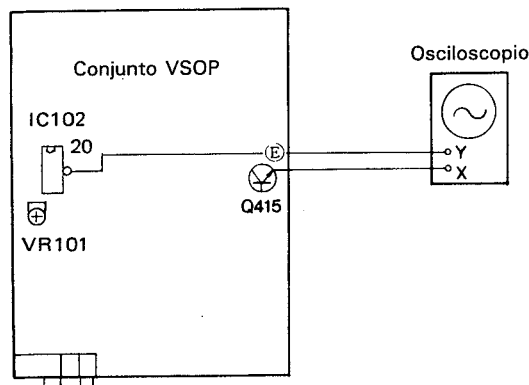 Osciloscopio
Conjunto VSOP
IC102
20
E
Y
X
Q415
VR101